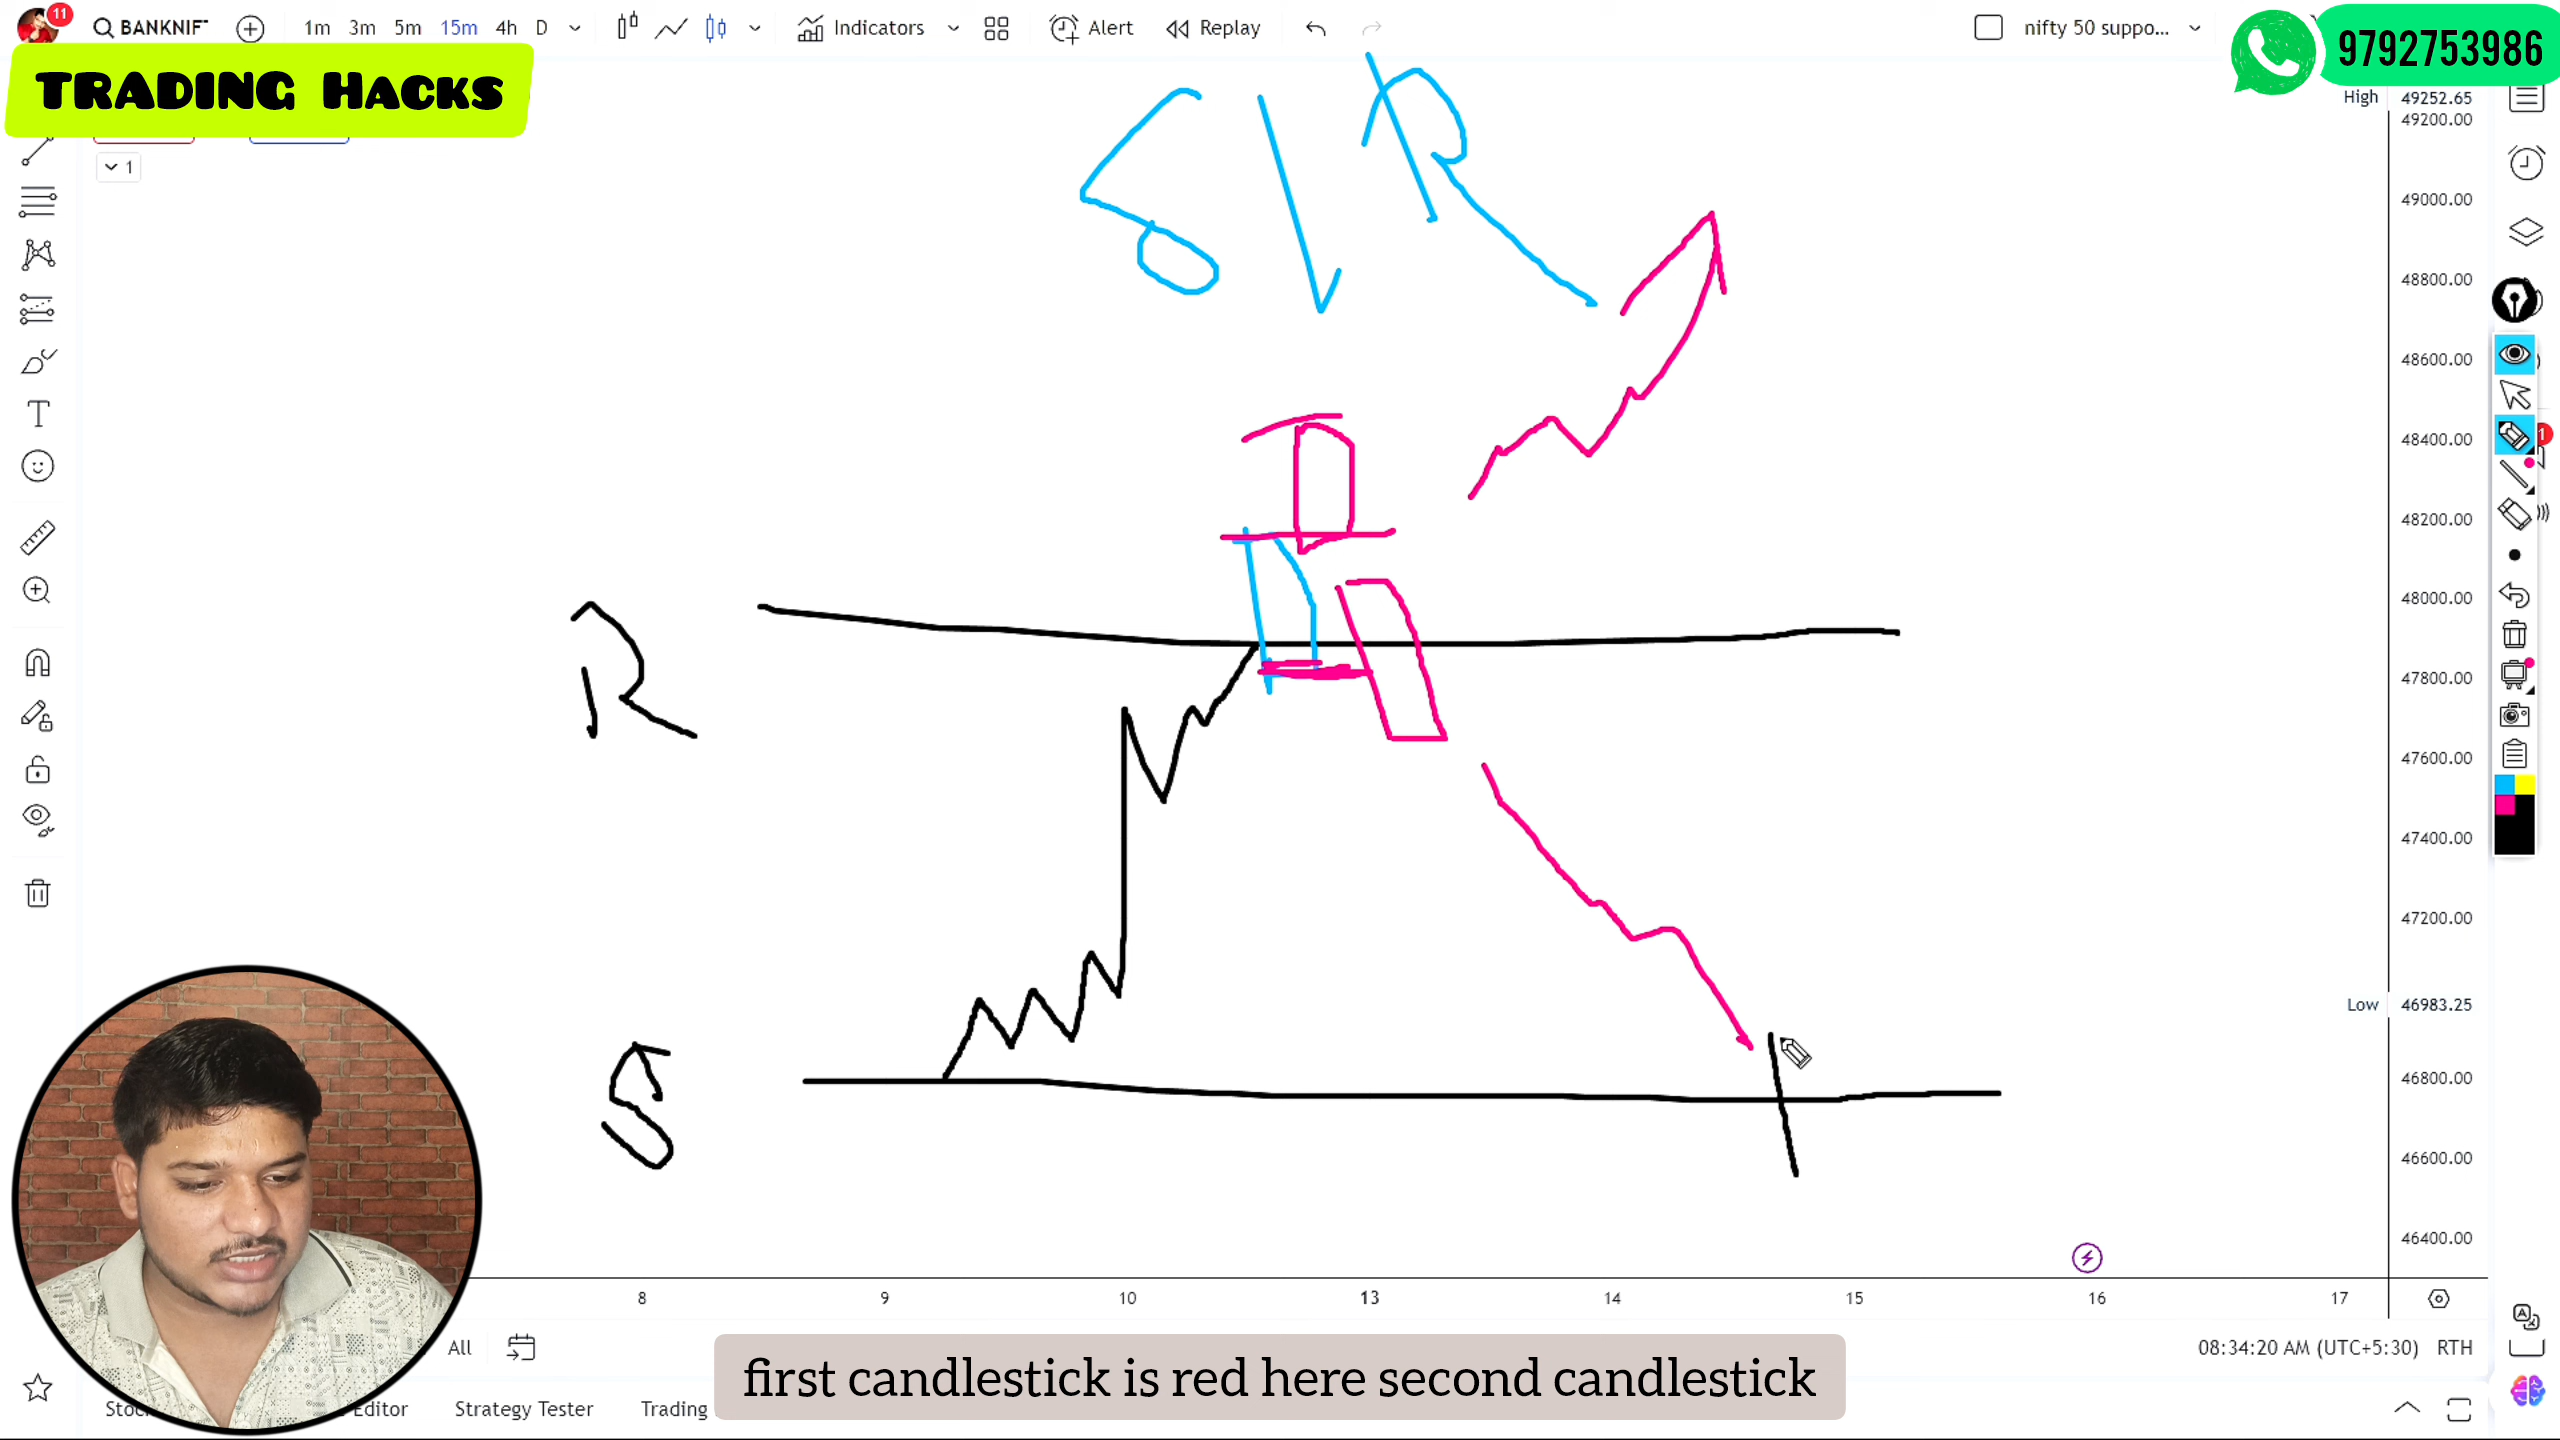 11
BANKNIF
1m 3m 5m 15m 4h D
Indicators
Alert
Replay
nifty 50 suppo...
9792753986
TRADING HACKS
1
S/R
High 49252.65
49200.00
49000.00
48800.00
48600.00
48400.00
1
48200.00
48000.00
R
47800.00
47600.00
47400.00
47200.00
Low 46983.25
46800.00
S
46600.00
46400.00
8 9 10 13 14 15 16 17
All
08:34:20 AM (UTC+5:30) RTH
first candlestick is red here second candlestick
Editor
Strategy Tester
Trading